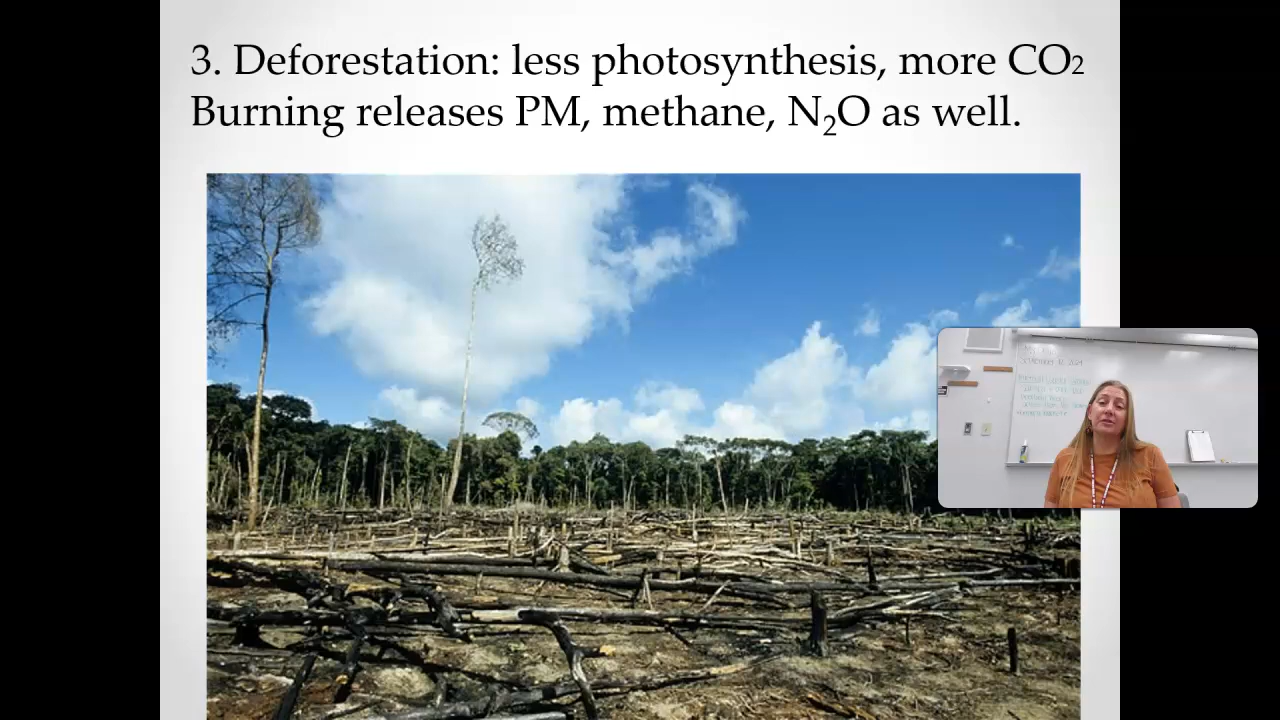 3. Deforestation: less photosynthesis, more CO2
Burning releases PM, methane, N₂O as well.